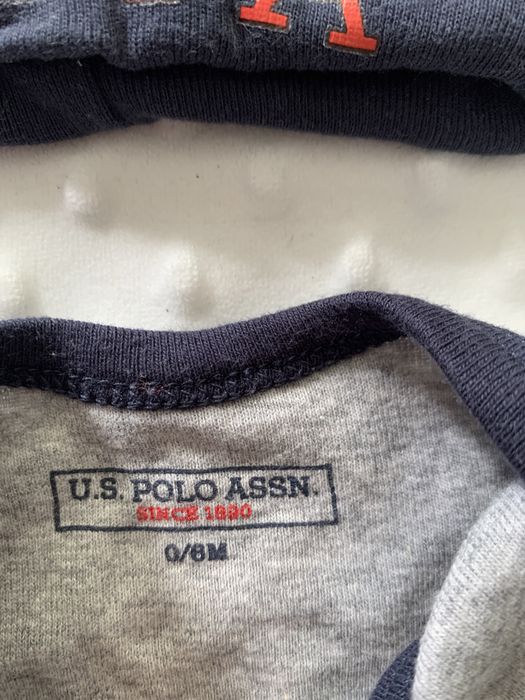 U.S. POLO ASSN.
SINCE 1890
0/6M